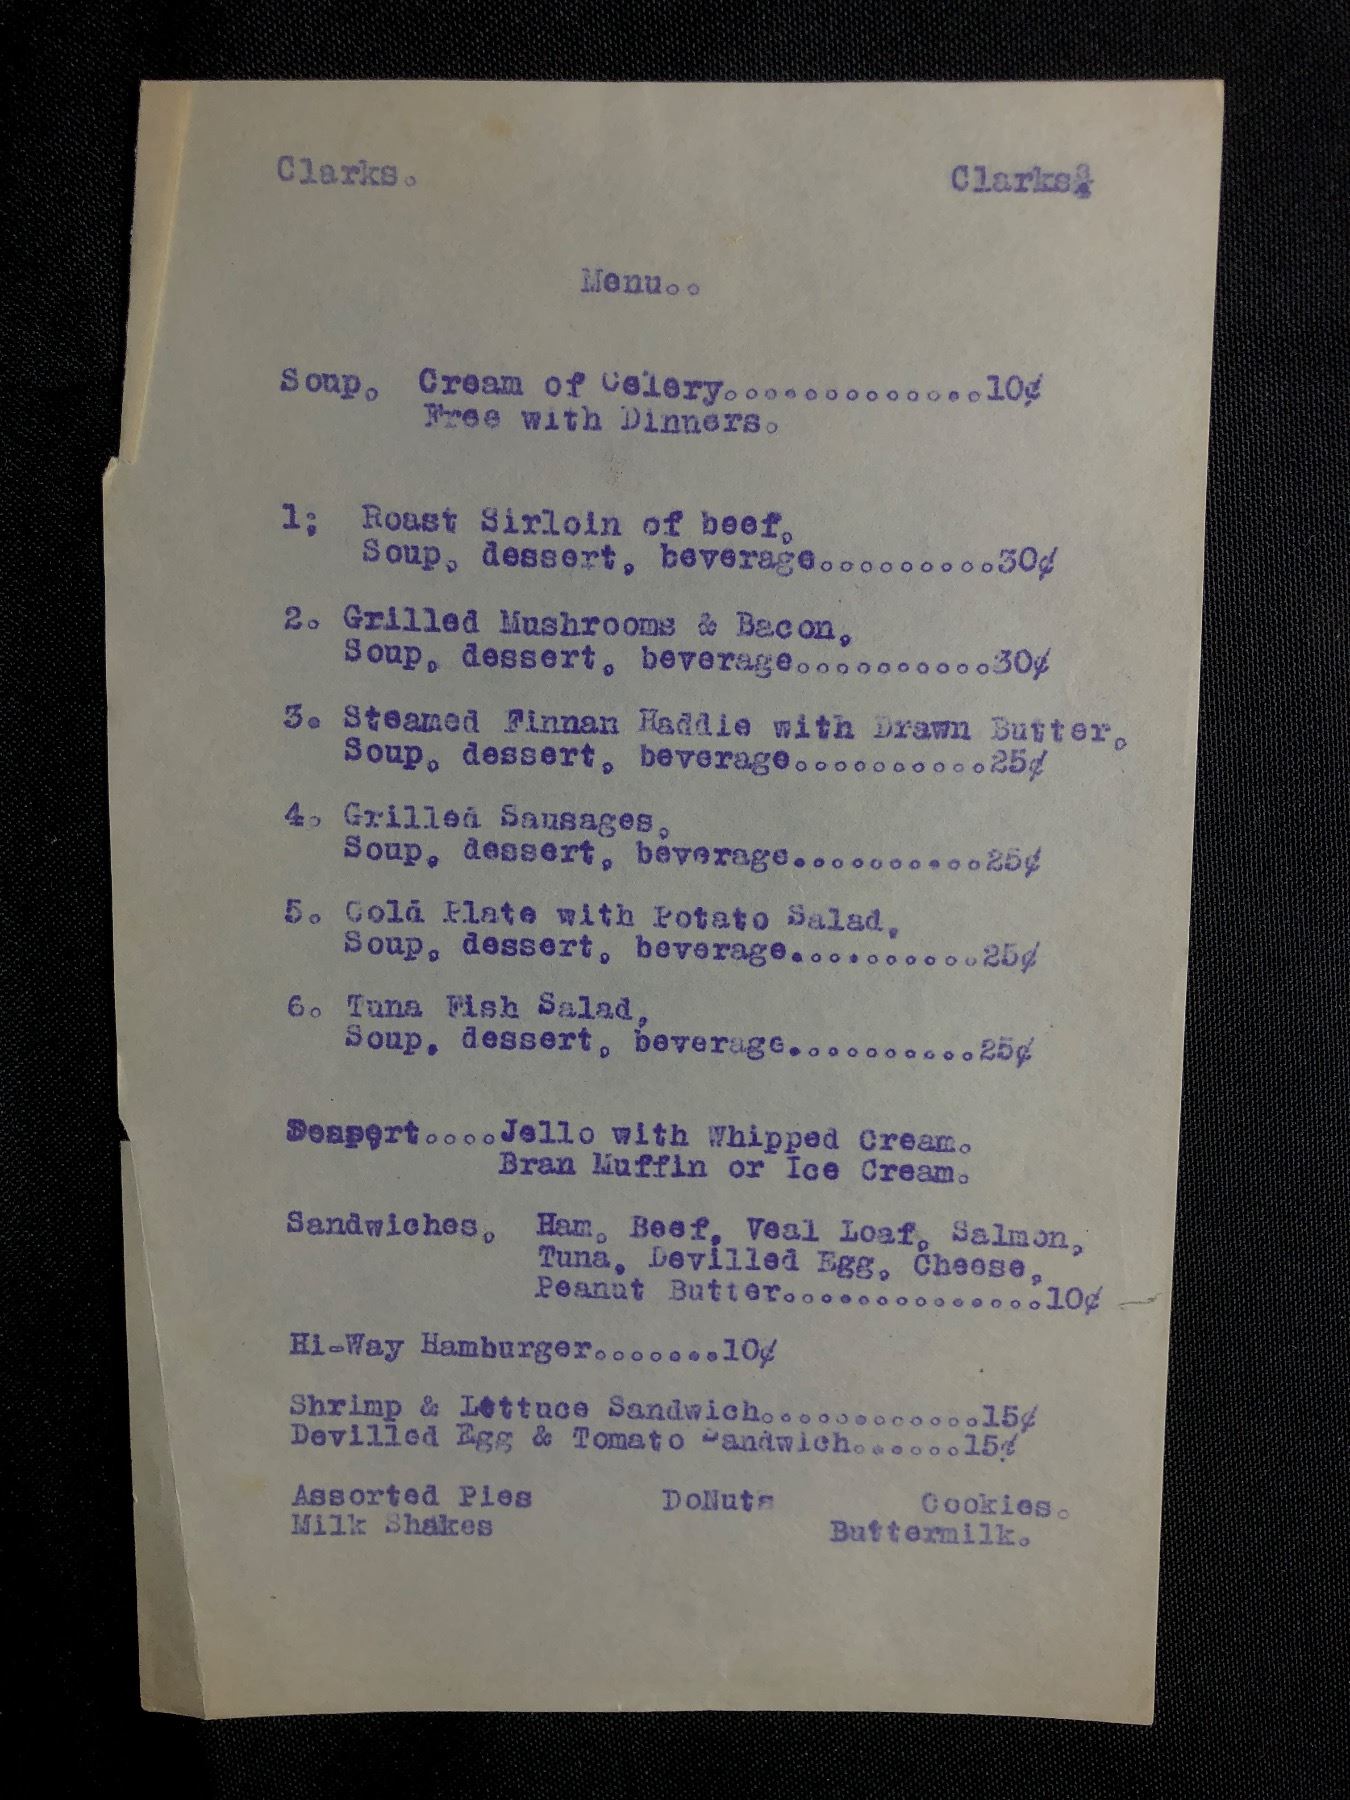 Clarks. Clarks¾
Menu..
Soup. Cream of Celery.............10¢
Free with Dinners.
1; Roast Sirloin of beef,
Soup, dessert, beverage.........30¢
2. Grilled Mushrooms & Bacon,
Soup, dessert, beverage..........30¢
3. Steamed Finnan Haddie with Drawn Butter,
Soup, dessert, beverage..........25¢
4. Grilled Sausages,
Soup, dessert, beverage..........25¢
5. Cold Plate with Potato Salad,
Soup, dessert, beverage..........25¢
6. Tuna Fish Salad,
Soup, dessert, beverage..........25¢
Dessert....Jello with Whipped Cream.
Bran Muffin or Ice Cream.
Sandwiches, Ham, Beef, Veal Loaf, Salmon,
Tuna, Devilled Egg, Cheese,
Peanut Butter..............10¢
Hi-Way Hamburger.......10¢
Shrimp & Lettuce Sandwich............15¢
Devilled Egg & Tomato Sandwich......15¢
Assorted Pies DoNuts Cookies.
Milk Shakes Buttermilk.